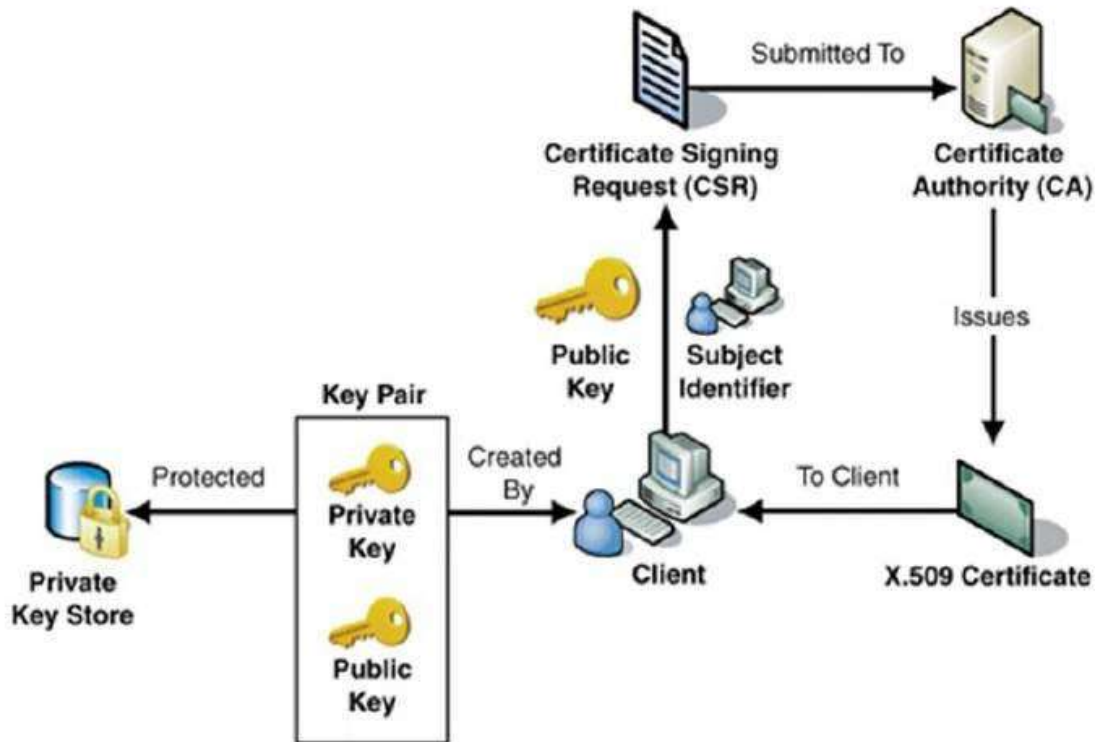 Submitted To
Certificate Signing
Request (CSR)
Certificate
Authority (CA)
Public
Key
Subject
Identifier
Issues
Key Pair
Protected
Private
Key
Created
By
To Client
Client
X.509 Certificate
Private
Key Store
Public
Key